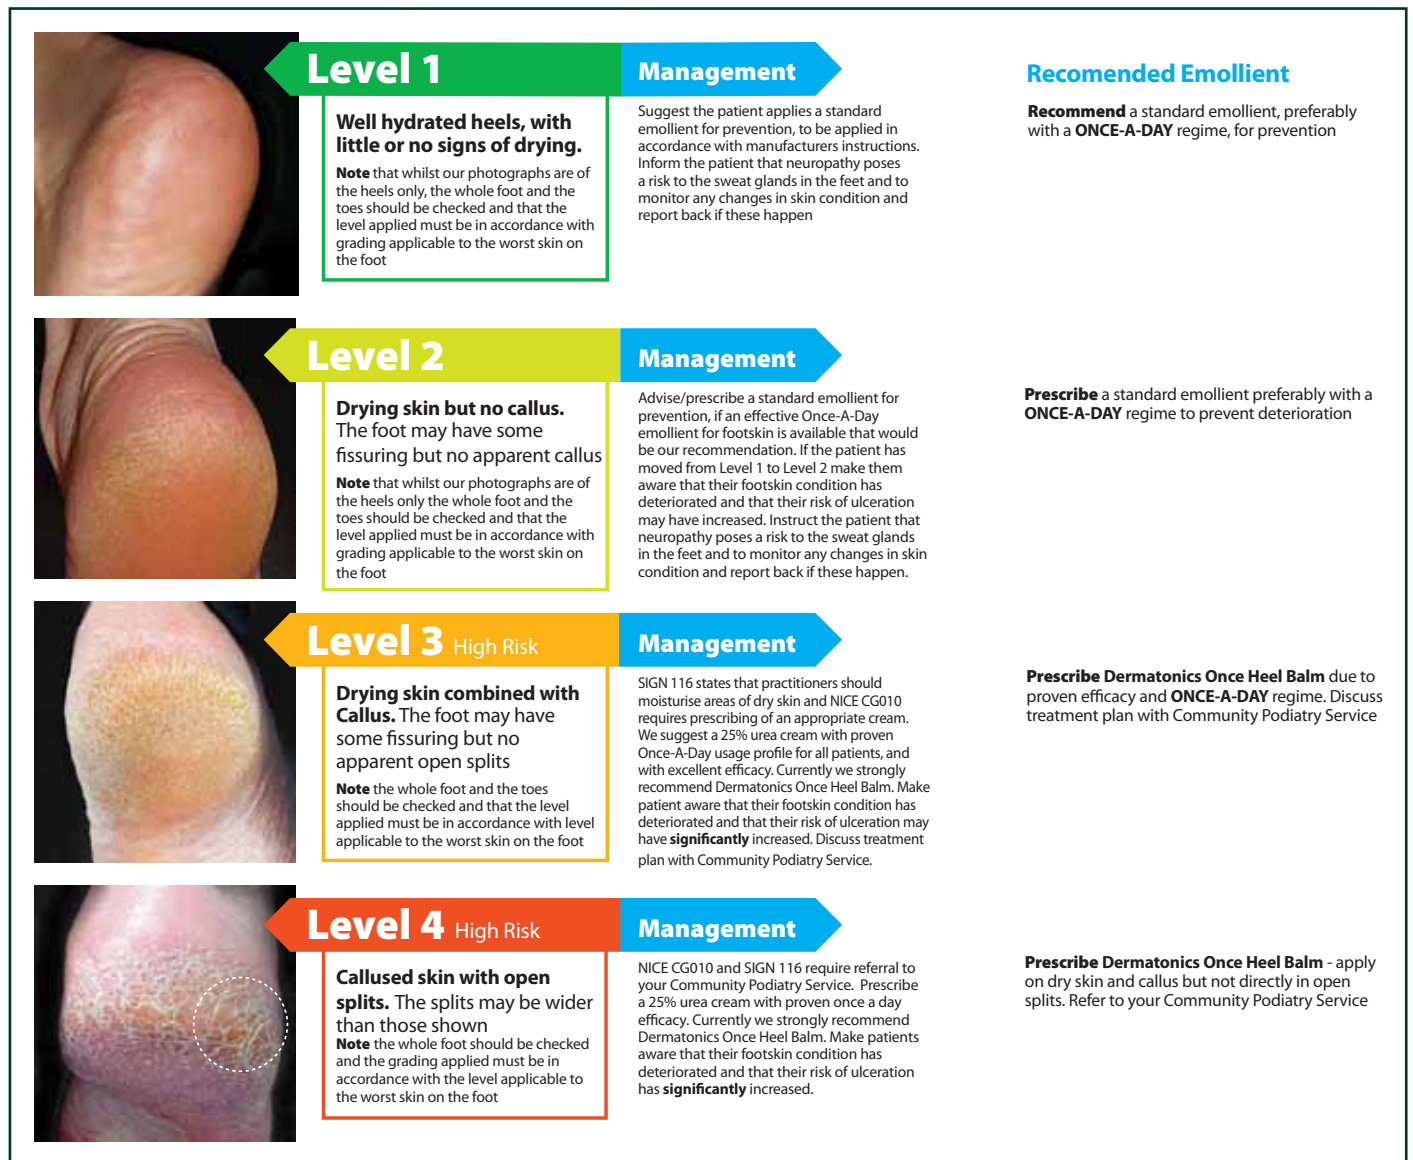 Level 1
Management
Recomended Emollient
Well hydrated heels, with
little or no signs of drying.
Note that whilst our photographs are of
the heels only, the whole foot and the
toes should be checked and that the
level applied must be in accordance with
grading applicable to the worst skin on
the foot
Suggest the patient applies a standard
emollient for prevention, to be applied in
accordance with manufacturers instructions.
Inform the patient that neuropathy poses
a risk to the sweat glands in the feet and to
monitor any changes in skin condition and
report back if these happen
Recommend a standard emollient, preferably
with a ONCE-A-DAY regime, for prevention
Level 2
Management
Drying skin but no callus.
The foot may have some
fissuring but no apparent callus
Note that whilst our photographs are of
the heels only the whole foot and the
toes should be checked and that the
level applied must be in accordance with
grading applicable to the worst skin on
the foot
Advise/prescribe a standard emollient for
prevention, if an effective Once-A-Day
emollient for footskin is available that would
be our recommendation. If the patient has
moved from Level 1 to Level 2 make them
aware that their footskin condition has
deteriorated and that their risk of ulceration
may have increased. Instruct the patient that
neuropathy poses a risk to the sweat glands
in the feet and to monitor any changes in skin
condition and report back if these happen.
Prescribe a standard emollient preferably with a
ONCE-A-DAY regime to prevent deterioration
Level 3 High Risk
Management
Drying skin combined with
Callus. The foot may have
some fissuring but no
apparent open splits
Note the whole foot and the toes
should be checked and that the level
applied must be in accordance with level
applicable to the worst skin on the foot
SIGN 116 states that practitioners should
moisturise areas of dry skin and NICE CG010
requires prescribing of an appropriate cream.
We suggest a 25% urea cream with proven
Once-A-Day usage profile for all patients, and
with excellent efficacy. Currently we strongly
recommend Dermatonics Once Heel Balm. Make
patient aware that their footskin condition has
deteriorated and that their risk of ulceration may
have significantly increased. Discuss treatment
plan with Community Podiatry Service.
Prescribe Dermatonics Once Heel Balm due to
proven efficacy and ONCE-A-DAY regime. Discuss
treatment plan with Community Podiatry Service
Level 4 High Risk
Management
Callused skin with open
splits. The splits may be wider
than those shown
Note the whole foot should be checked
and the grading applied must be in
accordance with the level applicable to
the worst skin on the foot
NICE CG010 and SIGN 116 require referral to
your Community Podiatry Service. Prescribe
a 25% urea cream with proven once a day
efficacy. Currently we strongly recommend
Dermatonics Once Heel Balm. Make patients
aware that their footskin condition has
deteriorated and that their risk of ulceration
has significantly increased.
Prescribe Dermatonics Once Heel Balm - apply
on dry skin and callus but not directly in open
splits. Refer to your Community Podiatry Service